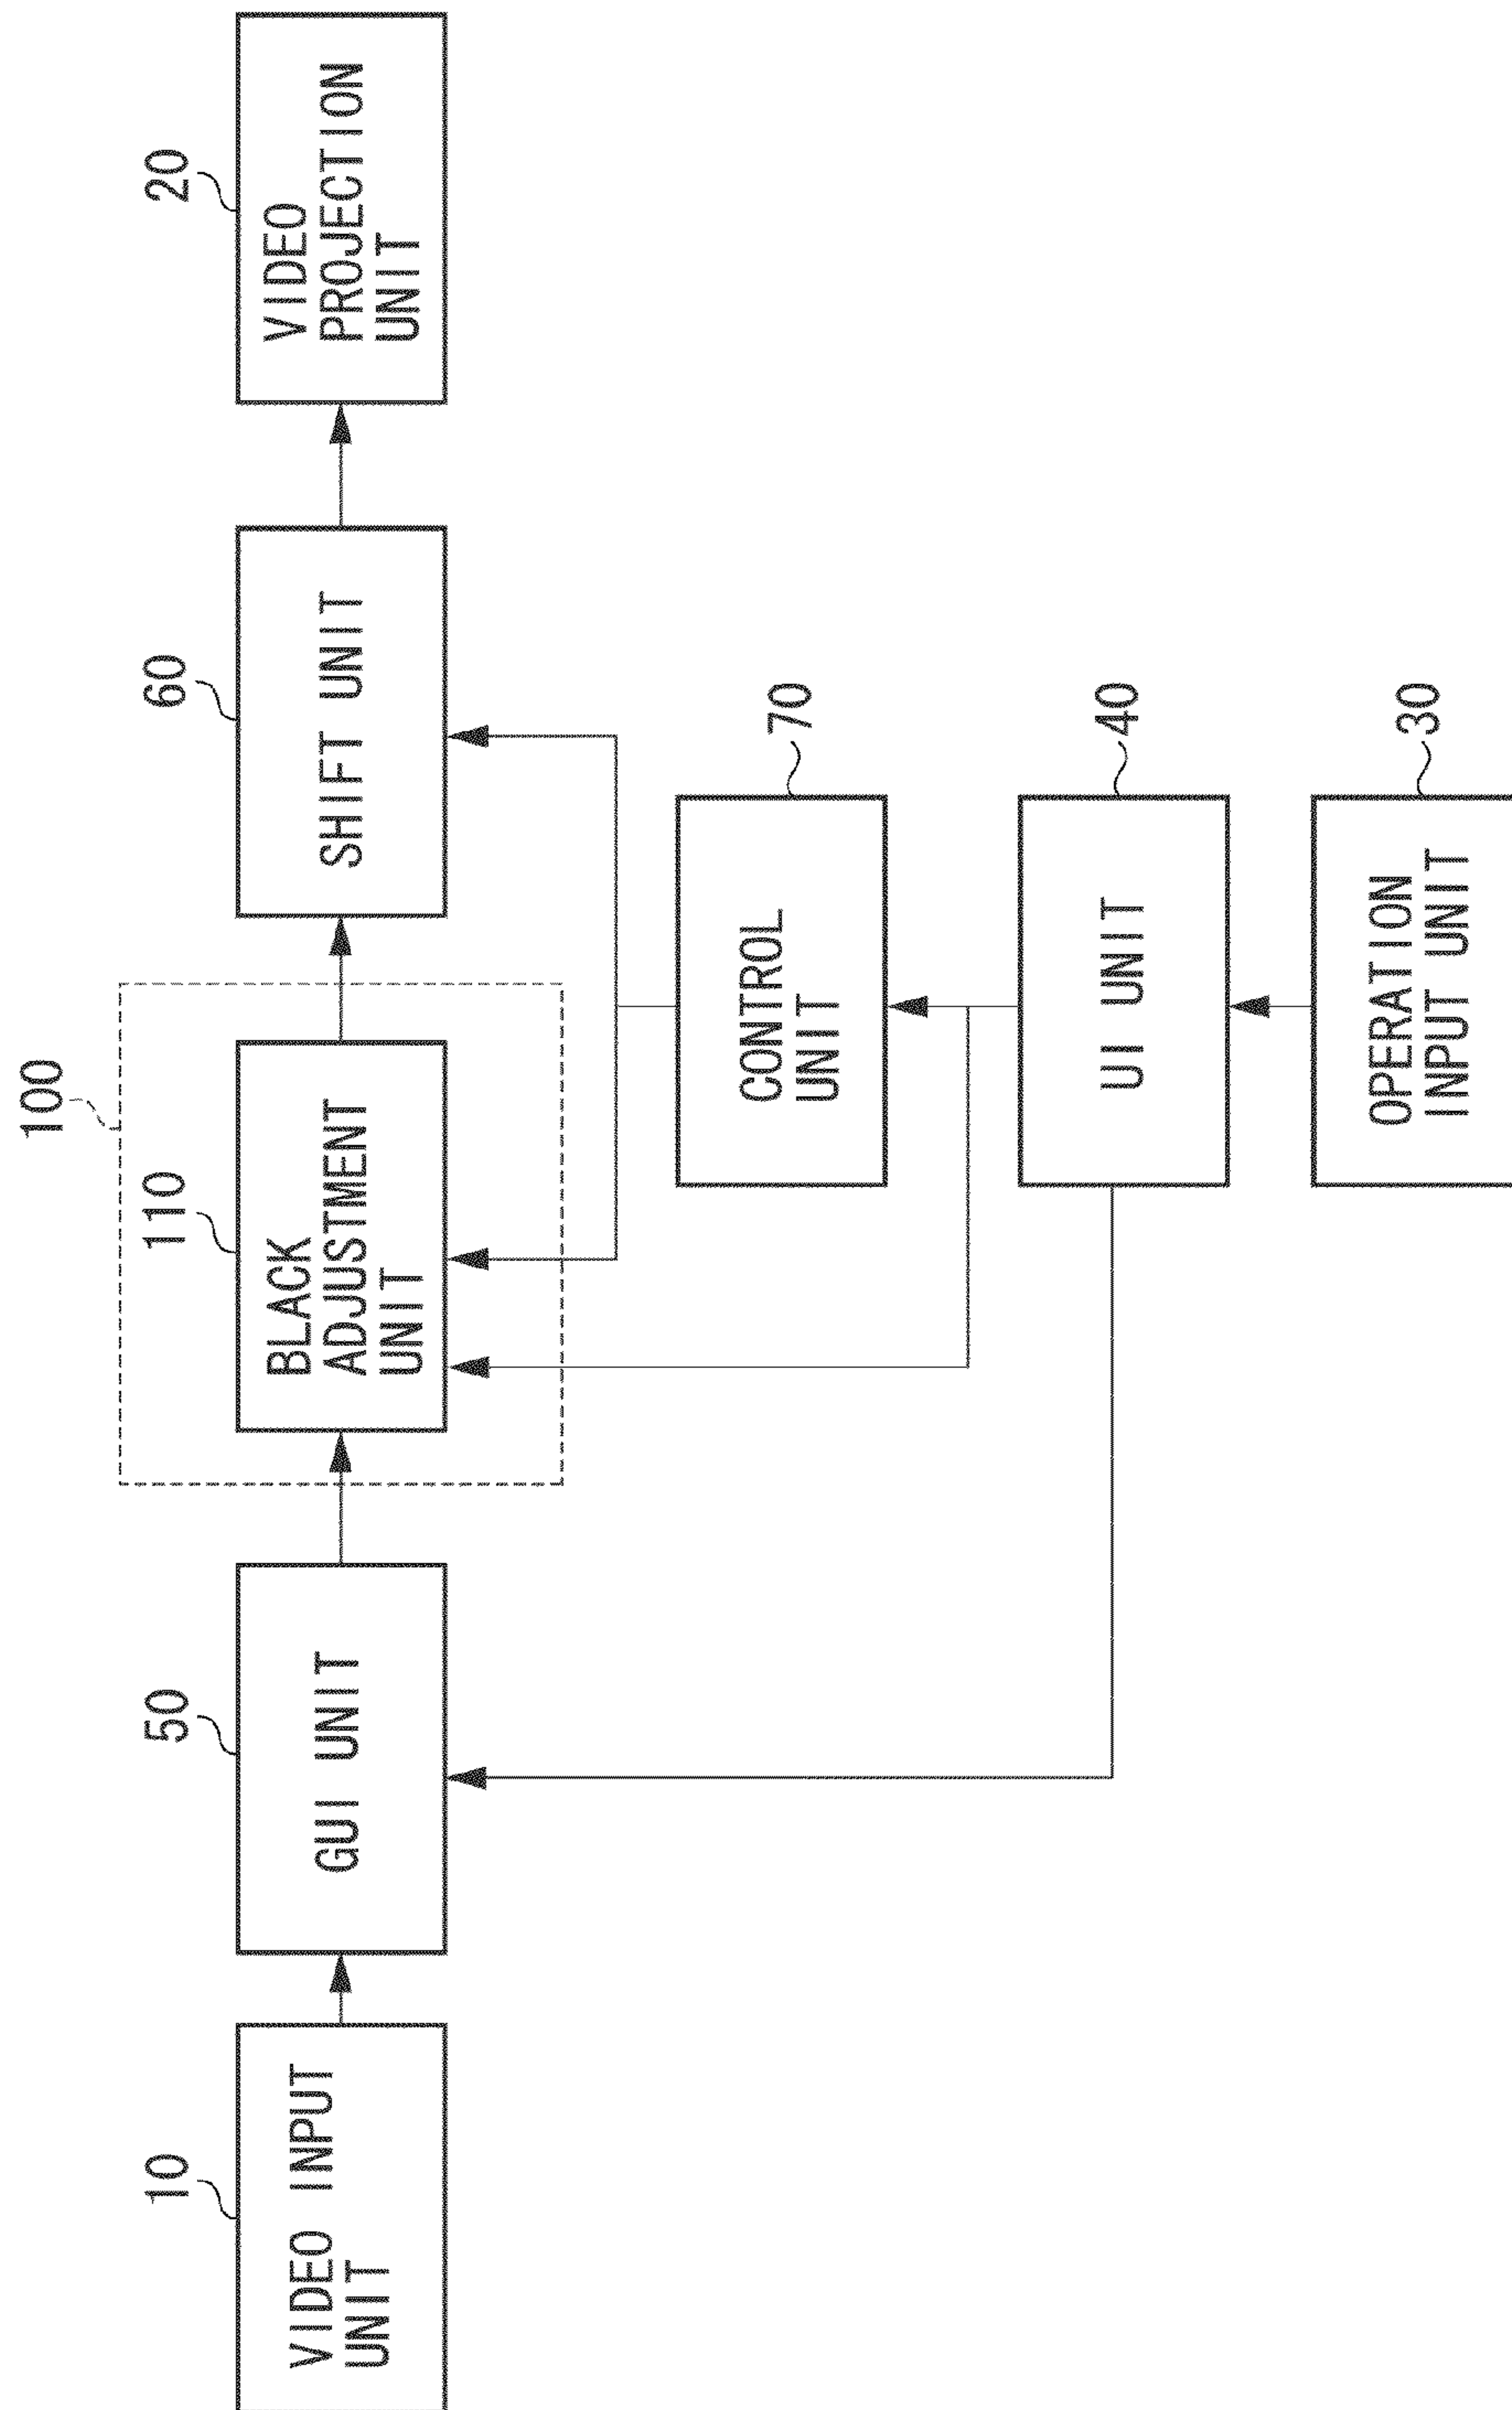 100
10
VIDEO INPUT
UNIT
50
GUI UNIT
110
BLACK
ADJUSTMENT
UNIT
60
SHIFT UNIT
20
VIDEO
PROJECTION
UNIT
CONTROL
UNIT
70
UI UNIT
40
OPERATION
INPUT UNIT
30